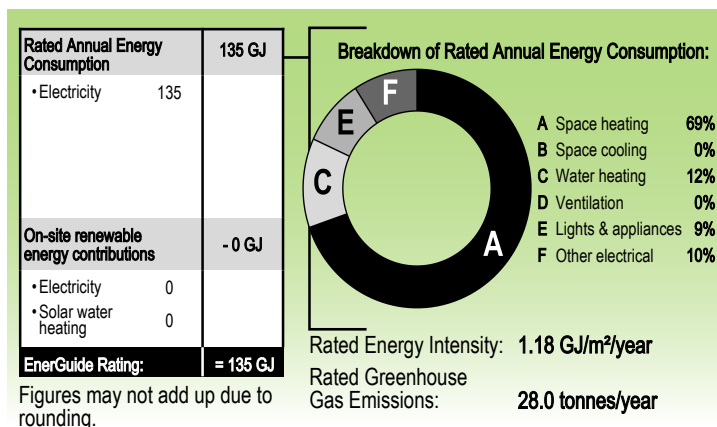 Rated Annual Energy
Consumption
135 GJ
• Electricity 135
On-site renewable
energy contributions
- 0 GJ
• Electricity 0
• Solar water
heating
0
EnerGuide Rating: = 135 GJ
Figures may not add up due to
rounding.
Breakdown of Rated Annual Energy Consumption:
F
E
C
A
A Space heating 69%
B Space cooling 0%
C Water heating 12%
D Ventilation 0%
E Lights & appliances 9%
F Other electrical 10%
Rated Energy Intensity: 1.18 GJ/m²/year
Rated Greenhouse
Gas Emissions: 28.0 tonnes/year